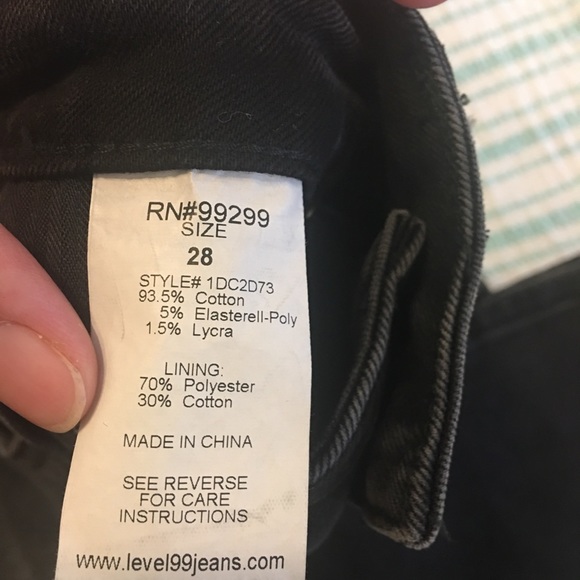 RN#99299
SIZE
28
STYLE# 1DC2D73
93.5% Cotton
5% Elasterell-Poly
1.5% Lycra
LINING:
70% Polyester
30% Cotton
MADE IN CHINA
SEE REVERSE
FOR CARE
INSTRUCTIONS
www.level99jeans.com